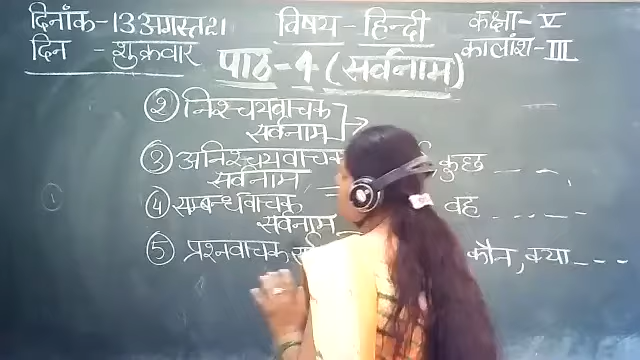 दिनांक-13अगस्त21 विषय-हिन्दी कक्षा-V
दिन - शुक्रवार कालांश-III
पाठ-4 (सर्वनाम)
② निश्चयवाचक
सर्वनाम
③ अनिश्चयवाचक कुछ ---
सर्वनाम
④ सम्बन्धवाचक वह -----
सर्वनाम
⑤ प्रश्नवाचक कौन, क्या ---